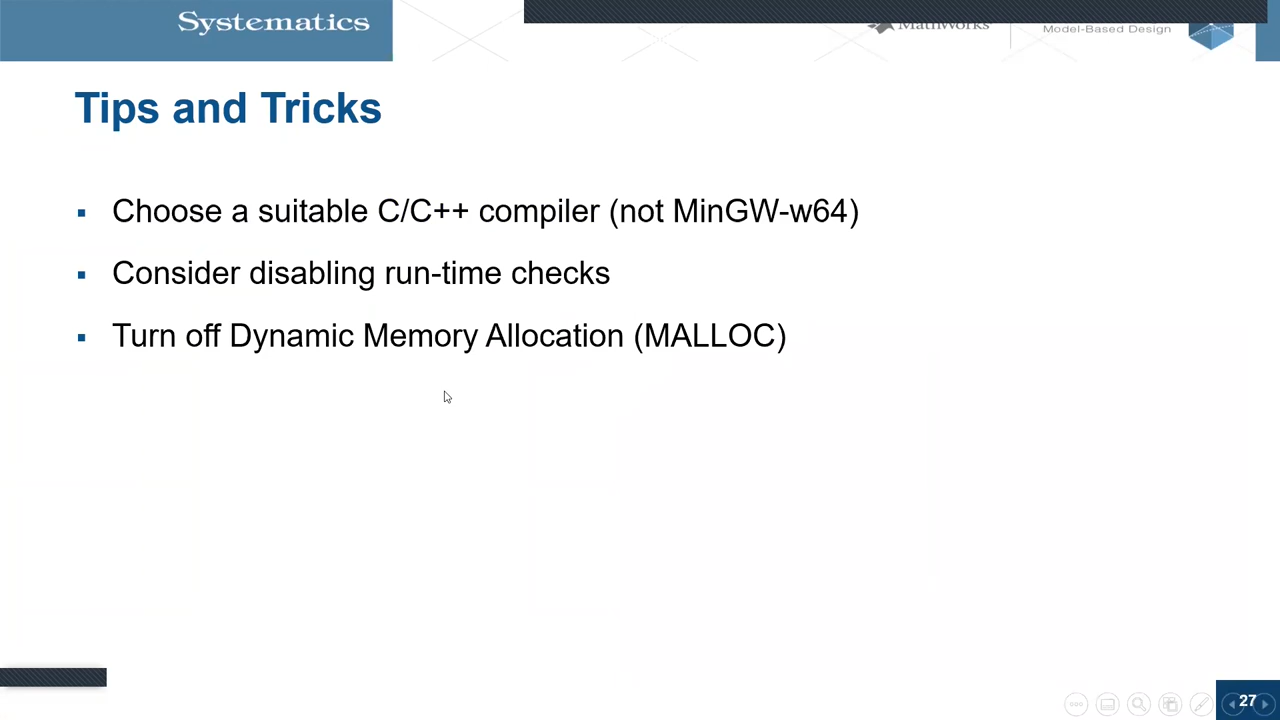 Systematics
MathWorks
Model-Based Design
Tips and Tricks
▪ Choose a suitable C/C++ compiler (not MinGW-w64)
▪ Consider disabling run-time checks
▪ Turn off Dynamic Memory Allocation (MALLOC)
27